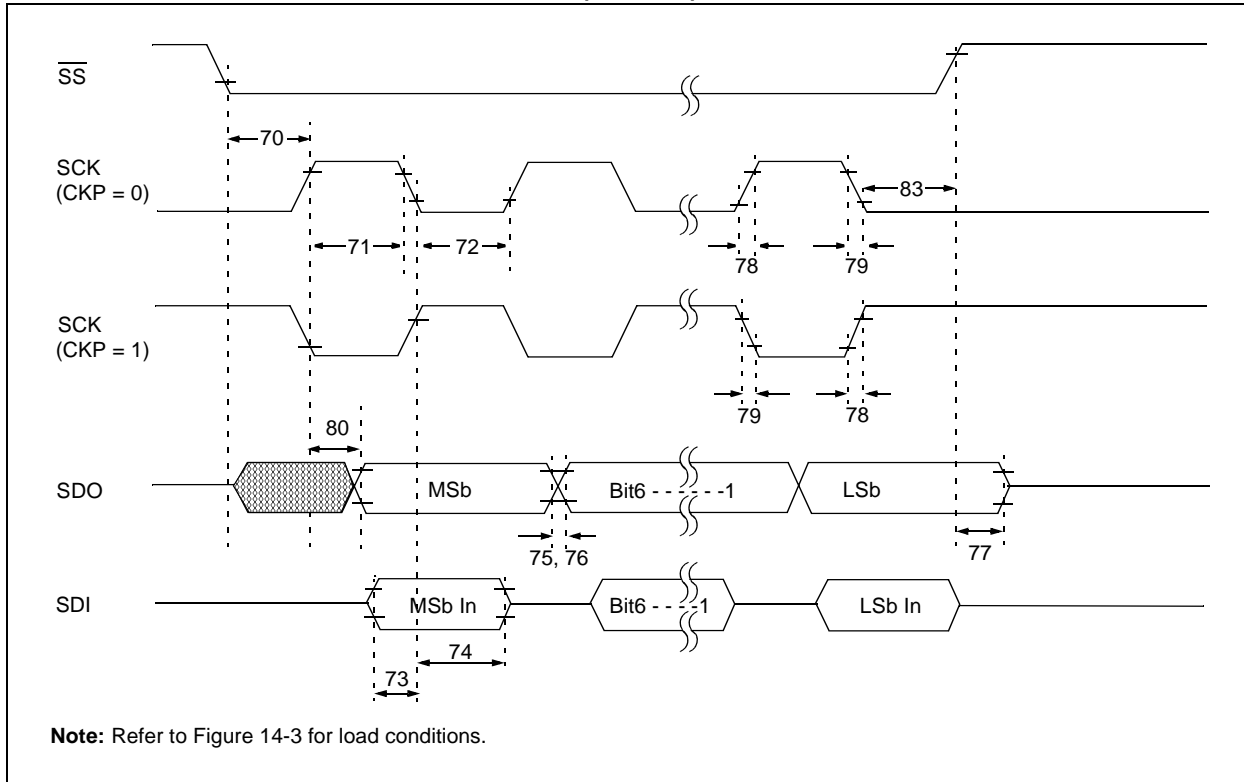 SS
70
SCK
(CKP = 0)
83
71
72
78
79
SCK
(CKP = 1)
79
78
80
SDO
MSb
Bit6 - - - - - -1
LSb
75, 76
77
SDI
MSb In
Bit6 - - - -1
LSb In
74
73
Note: Refer to Figure 14-3 for load conditions.